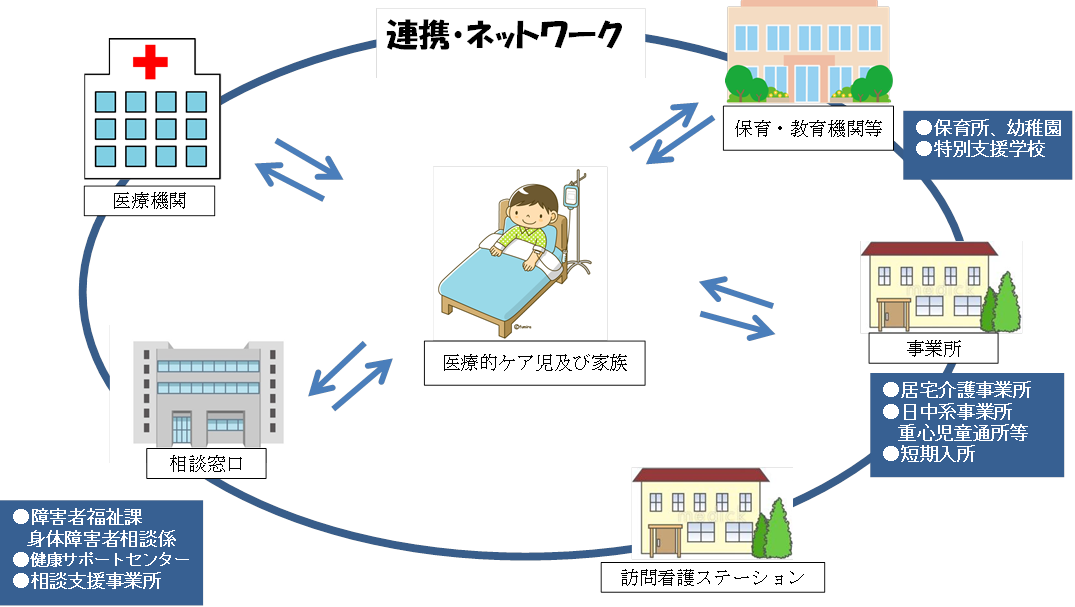 連携・ネットワーク
医療機関
保育・教育機関等
●保育所、幼稚園
●特別支援学校
医療的ケア児及び家族
事業所
●居宅介護事業所
●日中系事業所
重心児童通所等
●短期入所
相談窓口
●障害者福祉課
身体障害者相談係
●健康サポートセンター
●相談支援事業所
訪問看護ステーション